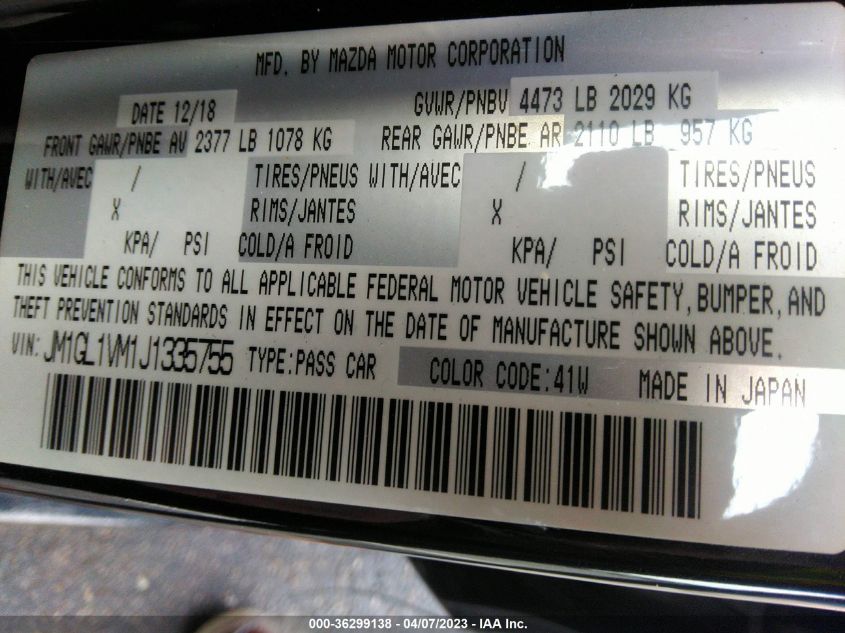 MFD. BY MAZDA MOTOR CORPORATION
DATE 12/18 GVWR/PNBV 4473 LB 2029 KG
FRONT GAWR/PNBE AV 2377 LB 1078 KG REAR GAWR/PNBE AR 2110 LB 957 KG
WITH/AVEC / TIRES/PNEUS WITH/AVEC / TIRES/PNEUS
X RIMS/JANTES X RIMS/JANTES
KPA/ PSI COLD/A FROID KPA/ PSI COLD/A FROID
THIS VEHICLE CONFORMS TO ALL APPLICABLE FEDERAL MOTOR VEHICLE SAFETY, BUMPER, AND
THEFT PREVENTION STANDARDS IN EFFECT ON THE DATE OF MANUFACTURE SHOWN ABOVE.
VIN: JM1GL1VM1J1335755 TYPE: PASS CAR COLOR CODE: 41W MADE IN JAPAN
000-36299138 - 04/07/2023 - IAA Inc.